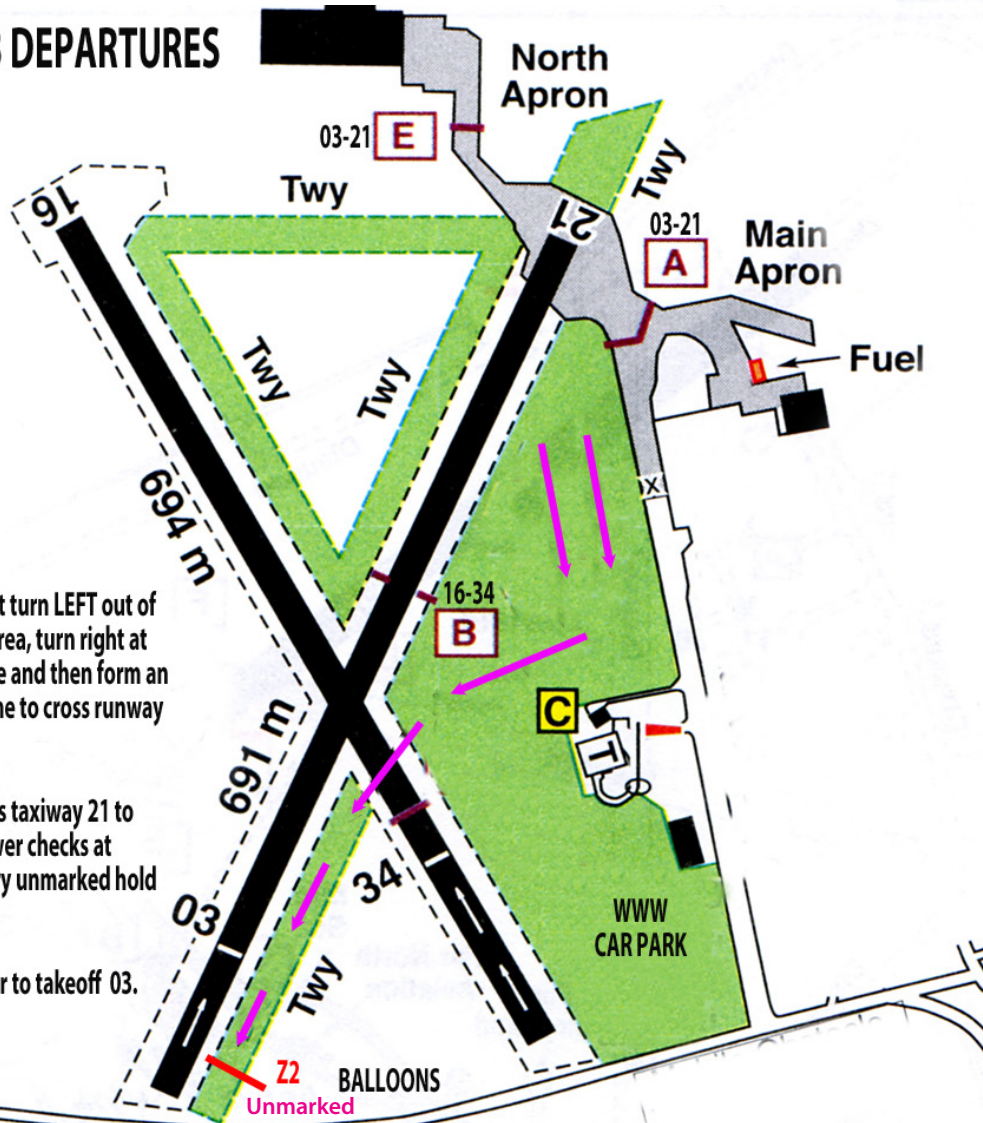 DEPARTURES
North
Apron
03-21
E
Twy
Twy
16
21
03-21
A
Main
Apron
Fuel
Twy
Twy
694 m
X
t turn LEFT out of
rea, turn right at
e and then form an
ne to cross runway
16-34
B
C
T
691 m
s taxiway 21 to
ver checks at
ry unmarked hold
34
03
WWW
CAR PARK
r to takeoff 03.
Twy
Z2
BALLOONS
Unmarked